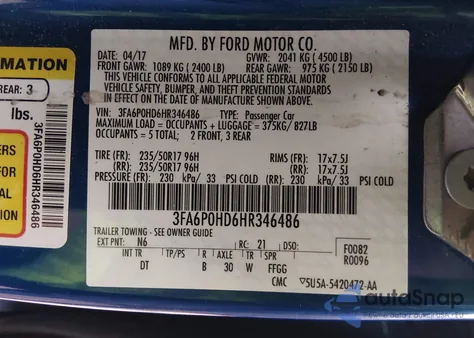 MFD. BY FORD MOTOR CO.
DATE: 04/17
GVWR: 2041 KG ( 4500 LB)
FRONT GAWR: 1089 KG ( 2400 LB)
REAR GAWR: 975 KG ( 2150 LB)
THIS VEHICLE CONFORMS TO ALL APPLICABLE FEDERAL MOTOR
VEHICLE SAFETY, BUMPER, AND THEFT PREVENTION STANDARDS
IN EFFECT ON THE DATE OF MANUFACTURE SHOWN ABOVE.
VIN: 3FA6P0HD6HR346486 TYPE: Passenger Car
MAXIMUM LOAD = OCCUPANTS + LUGGAGE = 375KG/ 827LB
OCCUPANTS = 5 TOTAL; 2 FRONT, 3 REAR
TIRE (FR): 235/50R17 96H TIRE (RR): 235/50R17 96H
RIMS (FR): 17x7.5J RIMS (RR): 17x7.5J
PRESSURE (FR): 230 kPa/ 33 PSI COLD
230 kPa/ 33 PSI COLD
3FA6P0HD6HR346486
TRAILER TOWING - SEE OWNER GUIDE
EXT PNT: N6 RC: 21 DSO:
F0082
R0096
INT TR TP/PS R AXLE TR SPR
DT B 30 W FFGG
CMC 5U5A-5420472-AA
RMATION
REAR: 3
lbs.
ERS
3FA6P0HD6HR346486
autoSnap